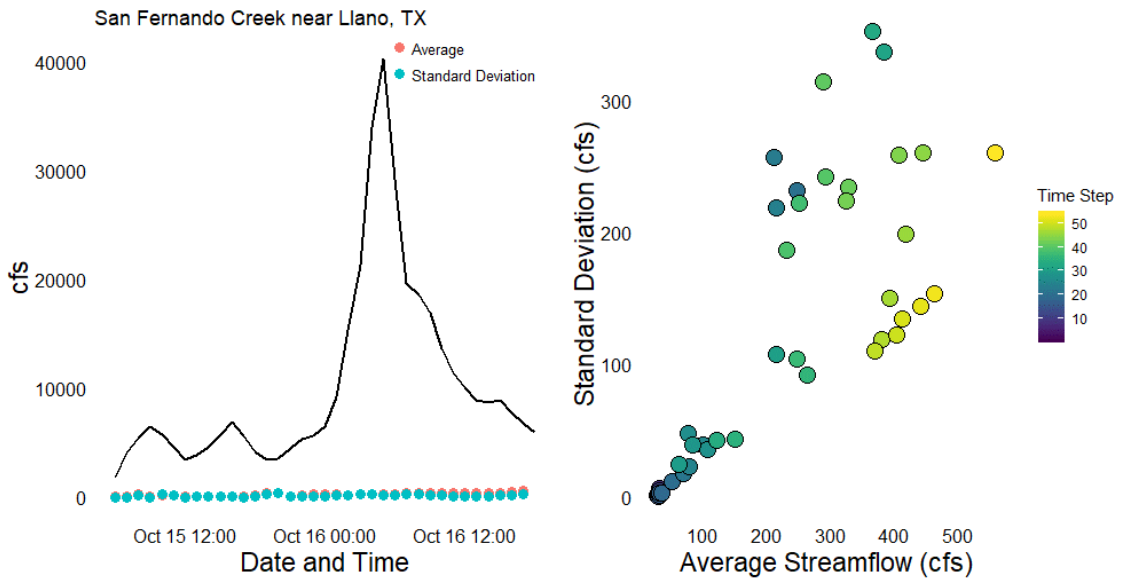 San Fernando Creek near Llano, TX
Average
Standard Deviation
40000
30000
20000
10000
0
cfs
Oct 15 12:00
Oct 16 00:00
Oct 16 12:00
Date and Time
300
200
100
0
Standard Deviation (cfs)
100
200
300
400
500
Average Streamflow (cfs)
Time Step
50
40
30
20
10